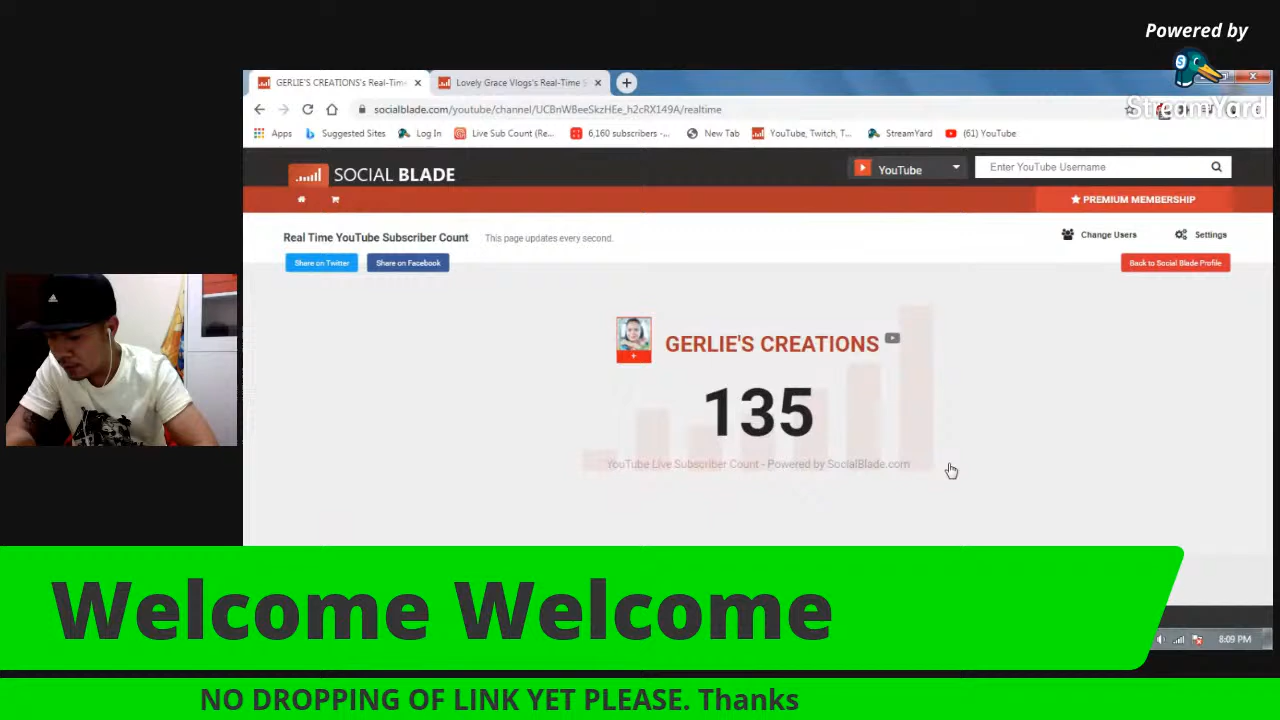 Powered by
StreamYard
GERLIE'S CREATIONS's Real-Tim
Lovely Grace Vlogs's Real-Time S
socialblade.com/youtube/channel/UCBnWBeeSkzHEe_h2cRX149A/realtime
Apps
Suggested Sites
Log In
Live Sub Count (Re...
6,160 subscribers -...
New Tab
YouTube, Twitch, T...
StreamYard
(61) YouTube
SOCIAL BLADE
YouTube
Enter YouTube Username
PREMIUM MEMBERSHIP
Real Time YouTube Subscriber Count
This page updates every second.
Change Users
Settings
Share on Twitter
Share on Facebook
Back to Social Blade Profile
GERLIE'S CREATIONS
135
YouTube Live Subscriber Count - Powered by SocialBlade.com
Welcome Welcome
8:09 PM
NO DROPPING OF LINK YET PLEASE. Thanks